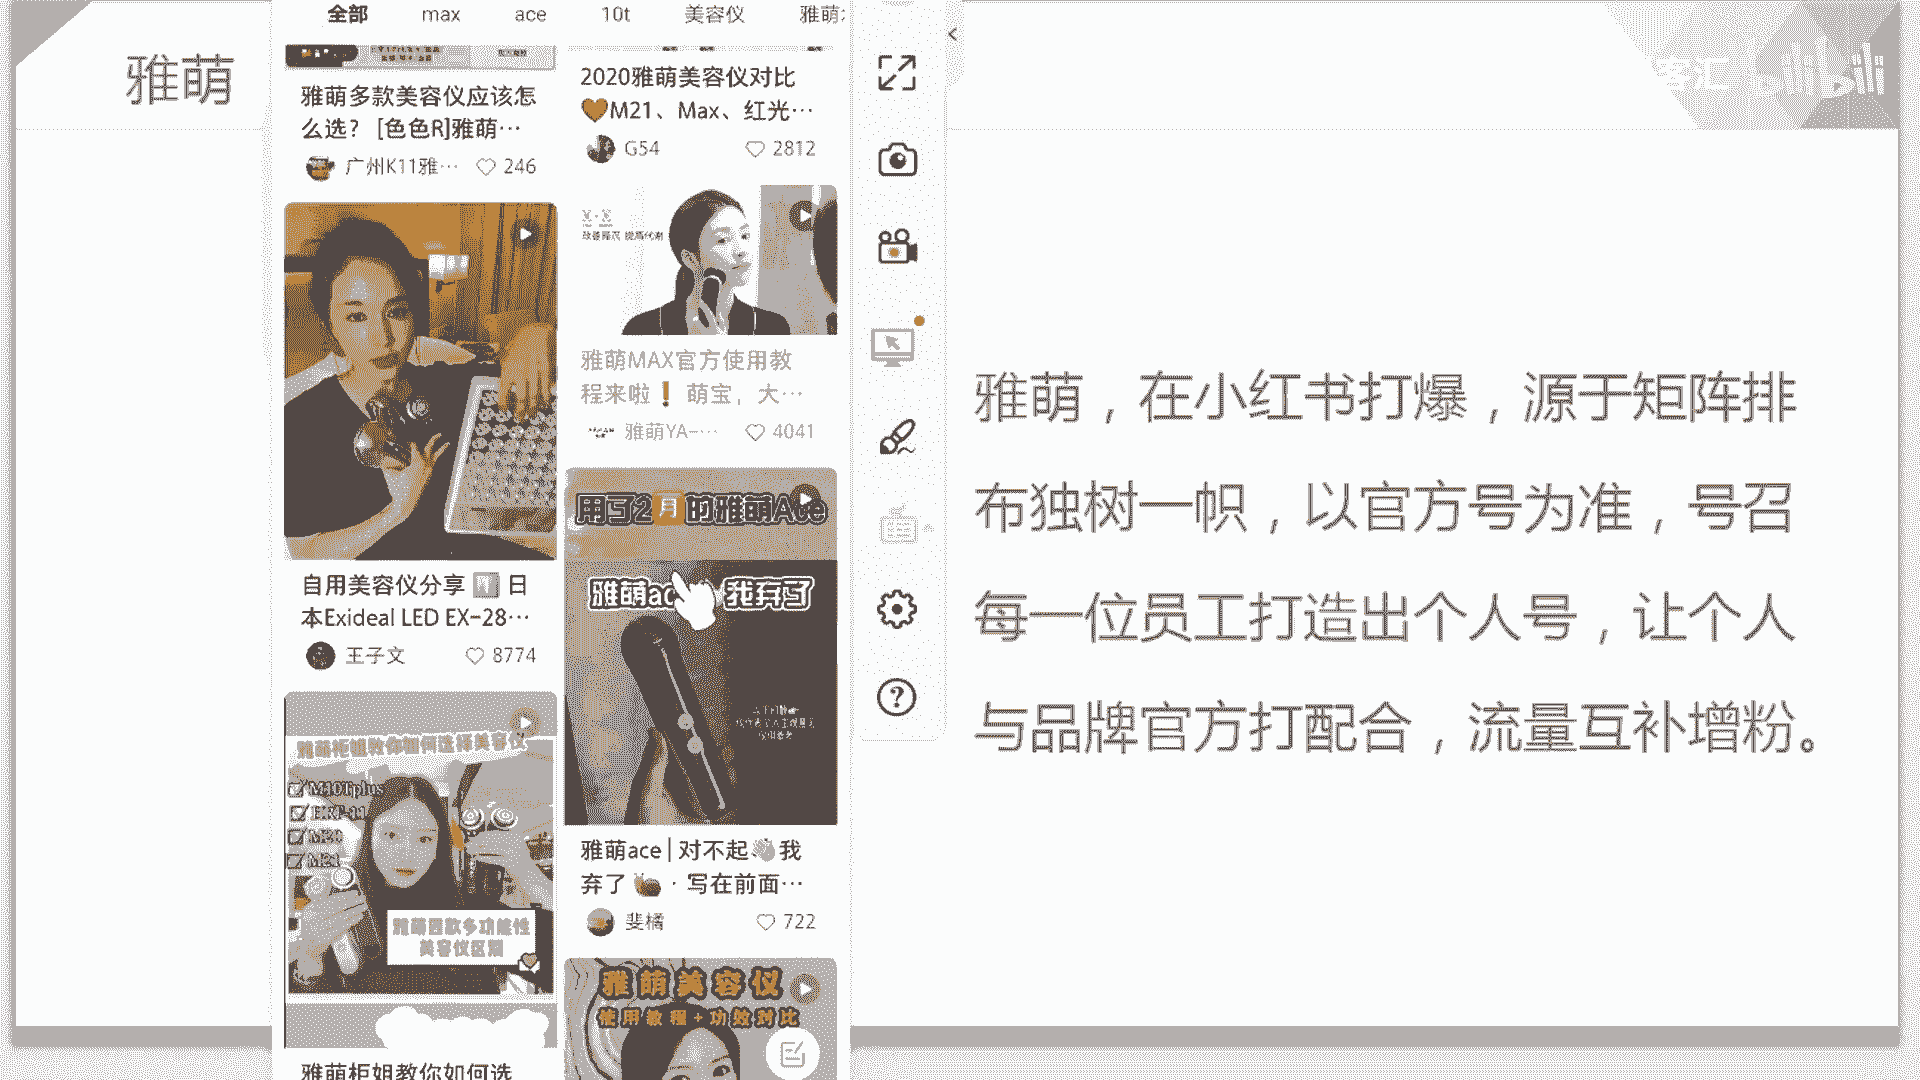 雅萌
全部 max ace 10t 美容仪 雅萌
雅萌多款美容仪应该怎
么选？ [色色R]雅萌…
广州K11雅… 246
自用美容仪分享 日
本Exideal LED EX-28…
王子文 8774
雅萌柜姐教你如何选择美容仪
M10Tplus
M20
M21
雅萌四款多功能性
美容仪区别
雅萌柜姐教你如何选
2020雅萌美容仪对比
🧡M21、Max、红光…
G54 2812
雅萌MAX官方使用教
程来啦❗ 萌宝，大…
雅萌YA-… 4041
用了2月的雅萌Ace
雅萌ac 我弃了
雅萌ace | 对不起👋我
弃了🐌 · 写在前面…
斐橘 722
雅萌美容仪
使用教程+功效对比
客汇 bilibili
雅萌，在小红书打爆，源于矩阵排
布独树一帜，以官方号为准，号召
每一位员工打造出个人号，让个人
与品牌官方打配合，流量互补增粉。